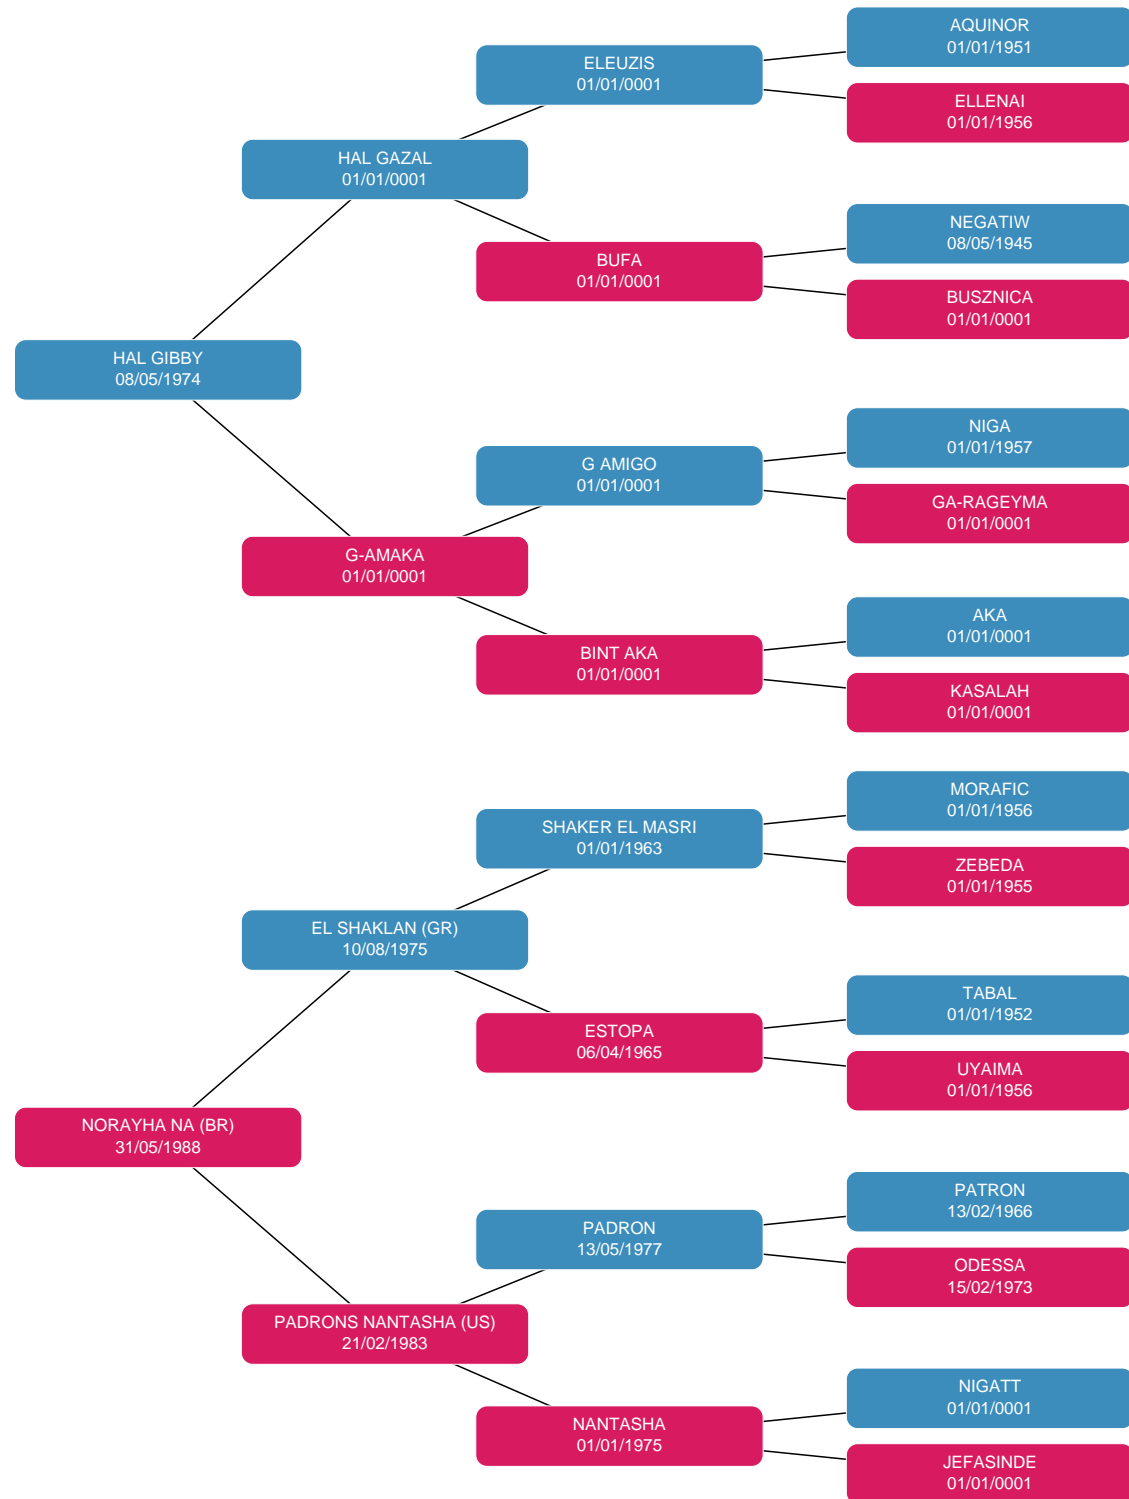 AQUINOR
01/01/1951
ELEUZIS
01/01/0001
ELLENAI
01/01/1956
HAL GAZAL
01/01/0001
NEGATIW
08/05/1945
BUFA
01/01/0001
BUSZNICA
01/01/0001
HAL GIBBY
08/05/1974
NIGA
01/01/1957
G AMIGO
01/01/0001
GA-RAGEYMA
01/01/0001
G-AMAKA
01/01/0001
AKA
01/01/0001
BINT AKA
01/01/0001
KASALAH
01/01/0001
MORAFIC
01/01/1956
SHAKER EL MASRI
01/01/1963
ZEBEDA
01/01/1955
EL SHAKLAN (GR)
10/08/1975
TABAL
01/01/1952
ESTOPA
06/04/1965
UYAIMA
01/01/1956
NORAYHA NA (BR)
31/05/1988
PATRON
13/02/1966
PADRON
13/05/1977
ODESSA
15/02/1973
PADRONS NANTASHA (US)
21/02/1983
NIGATT
01/01/0001
NANTASHA
01/01/1975
JEFASINDE
01/01/0001